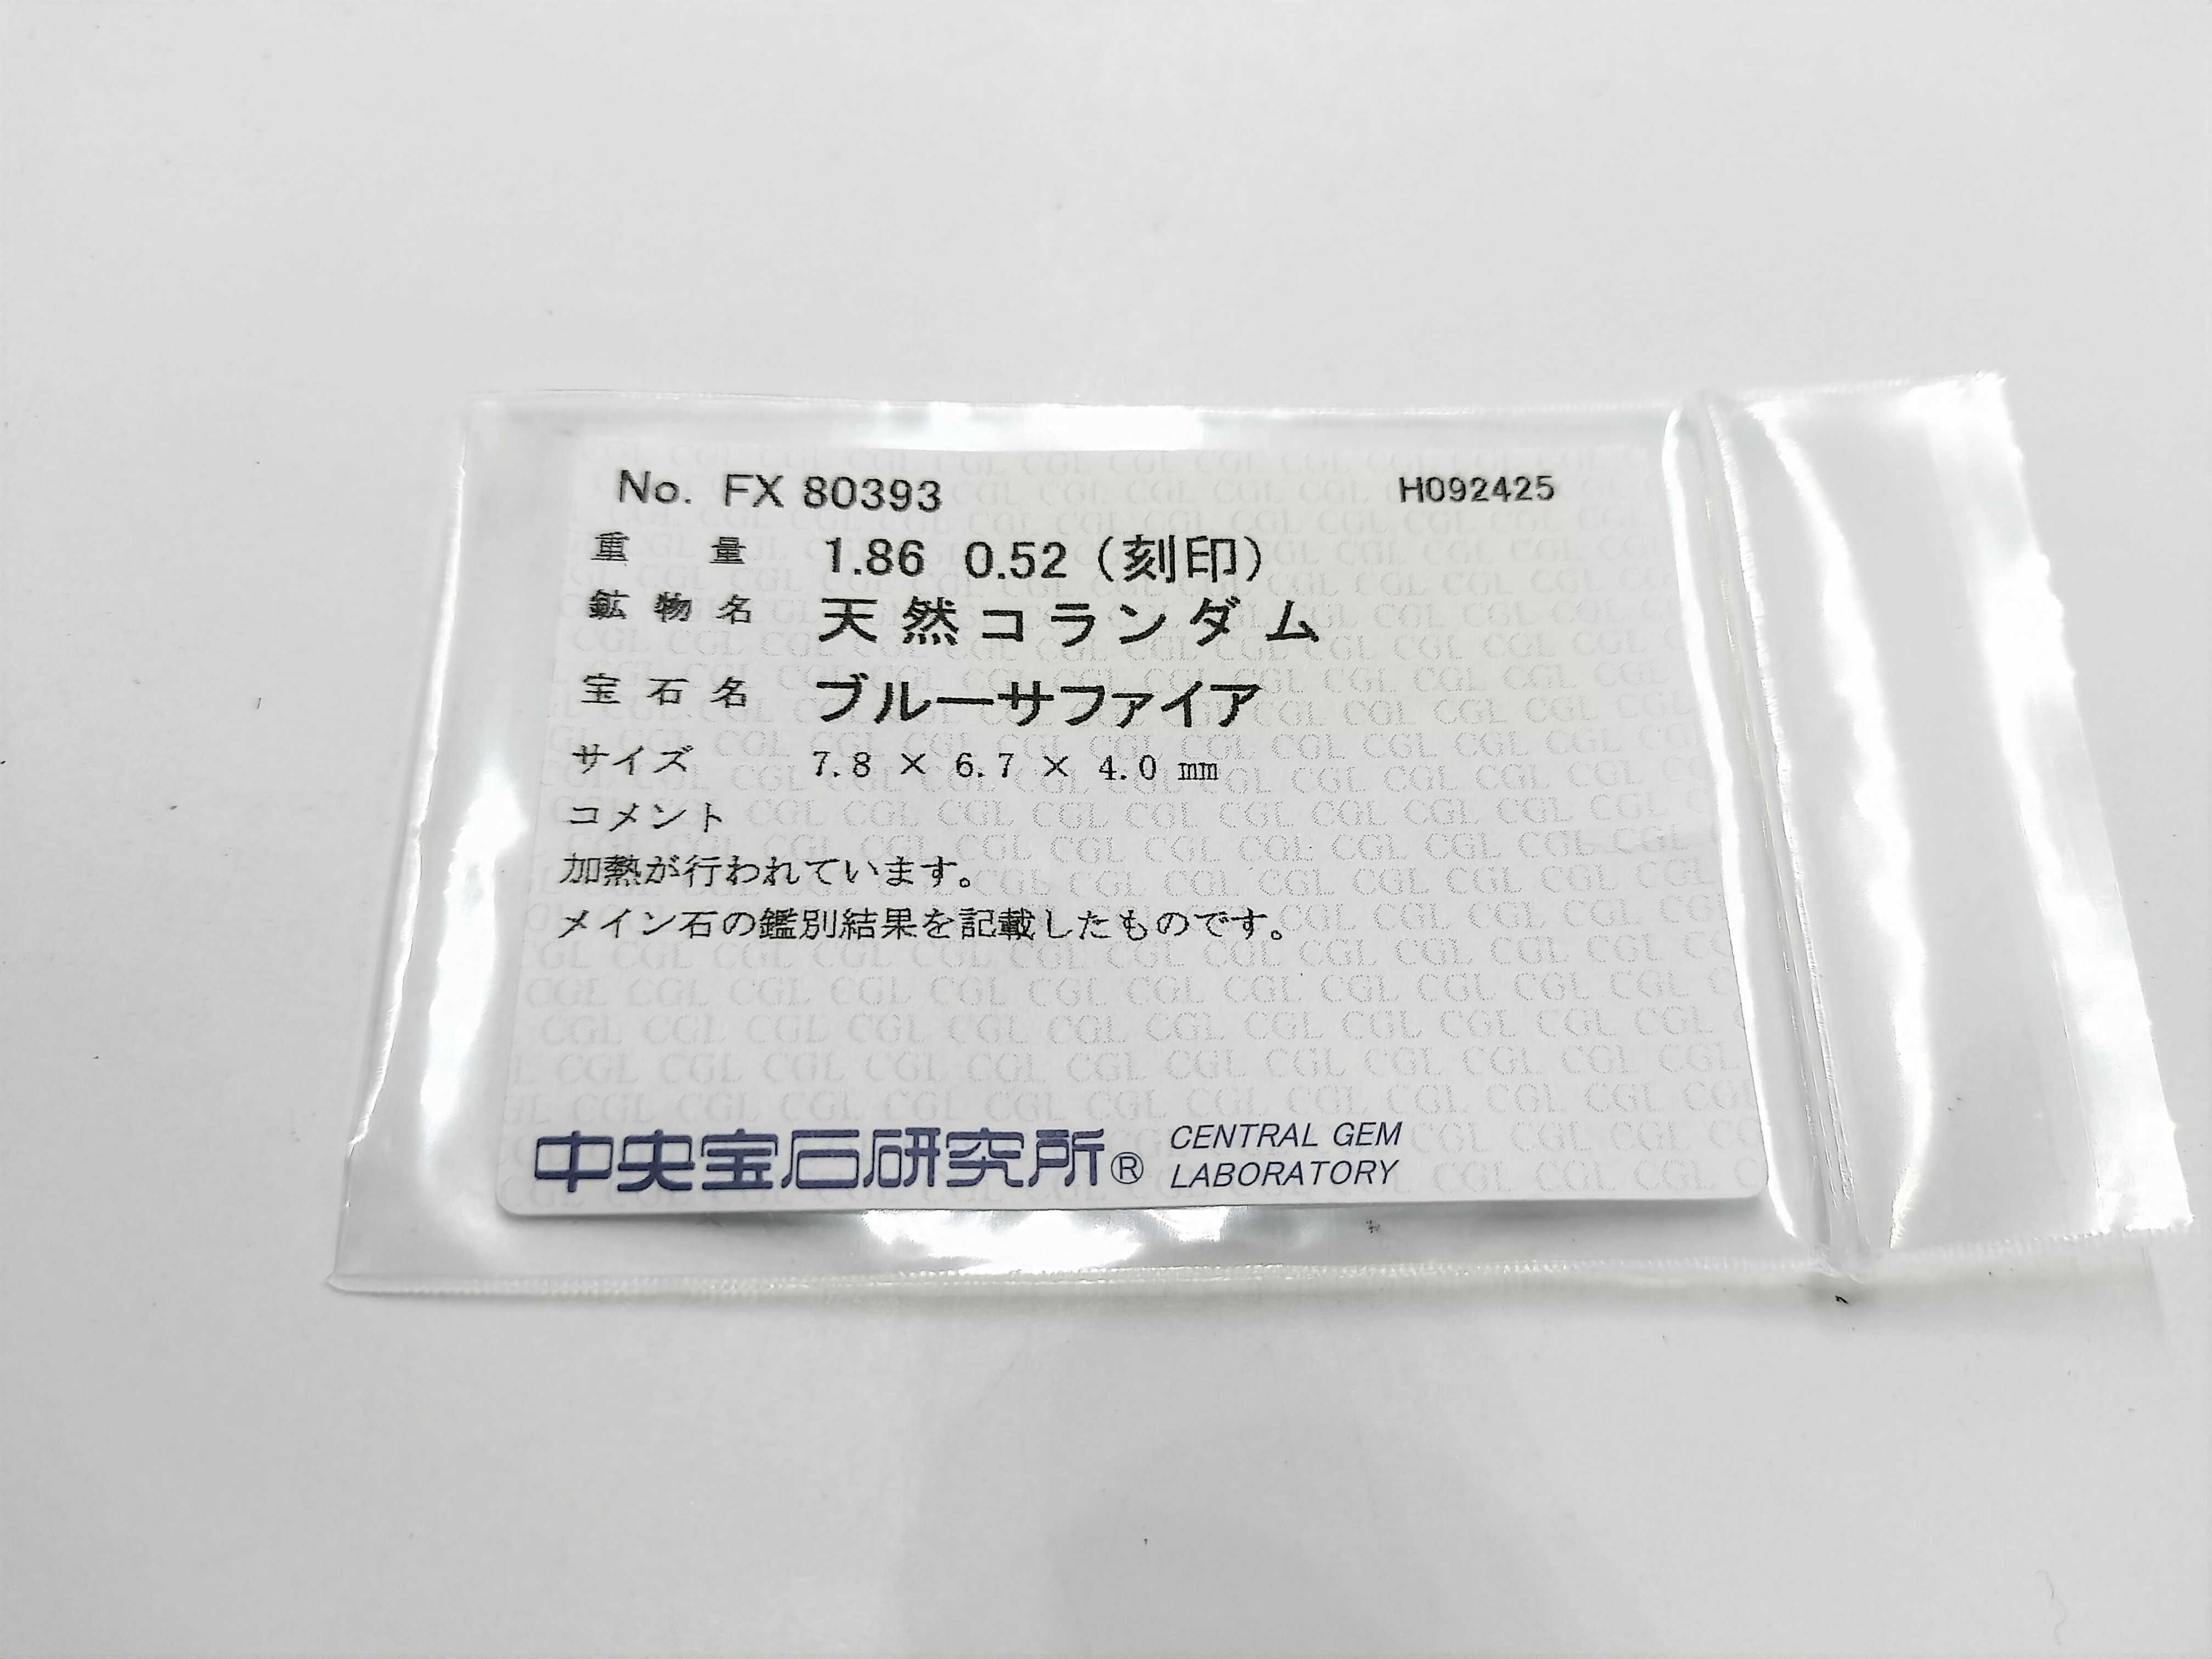 No. FX 80393 H092425
重量 1.86 0.52 (刻印)
鉱物名 天然コランダム
宝石名 ブルーサファイア
サイズ 7.8 × 6.7 × 4.0 ㎜
コメント
加熱が行われています。
メイン石の鑑別結果を記載したものです。
中央宝石研究所® CENTRAL GEM
LABORATORY